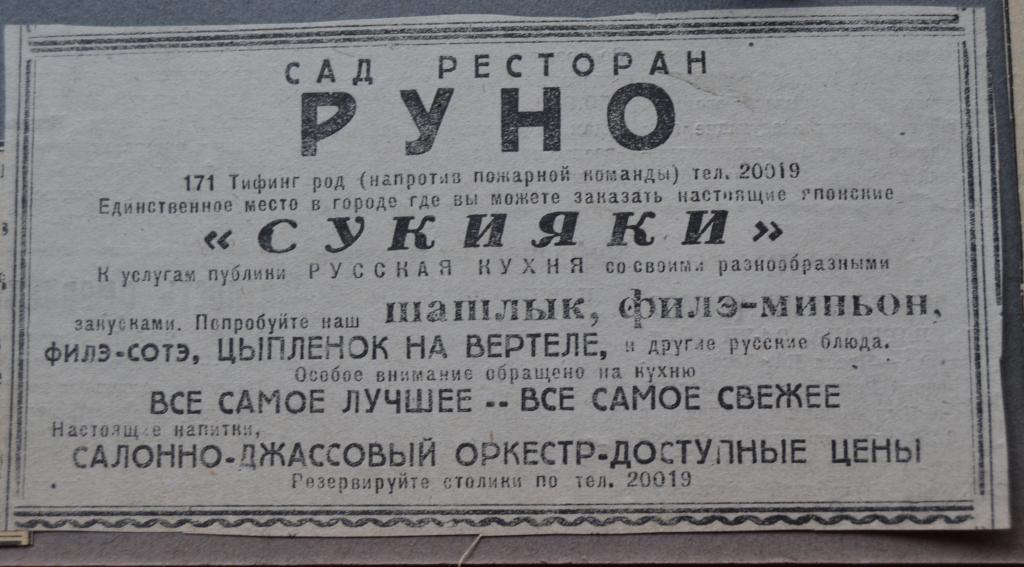 САД РЕСТОРАН
РУНО
171 Тифинг род (напротив пожарной команды) тел. 20019
Единственное место в городе где вы можете заказать настоящие японские
«СУКИЯКИ»
К услугам публики РУССКАЯ КУХНЯ со своими разнообразными
закусками. Попробуйте наш шашлык, филэ-миньон,
ФИЛЭ-СОТЭ, ЦЫПЛЕНОК НА ВЕРТЕЛЕ, и другие русские блюда.
Особое внимание обращено на кухню
ВСЕ САМОЕ ЛУЧШЕЕ -- ВСЕ САМОЕ СВЕЖЕЕ
Настоящие напитки,
САЛОННО-ДЖАССОВЫЙ ОРКЕСТР-ДОСТУПНЫЕ ЦЕНЫ
Резервируйте столики по тел. 20019